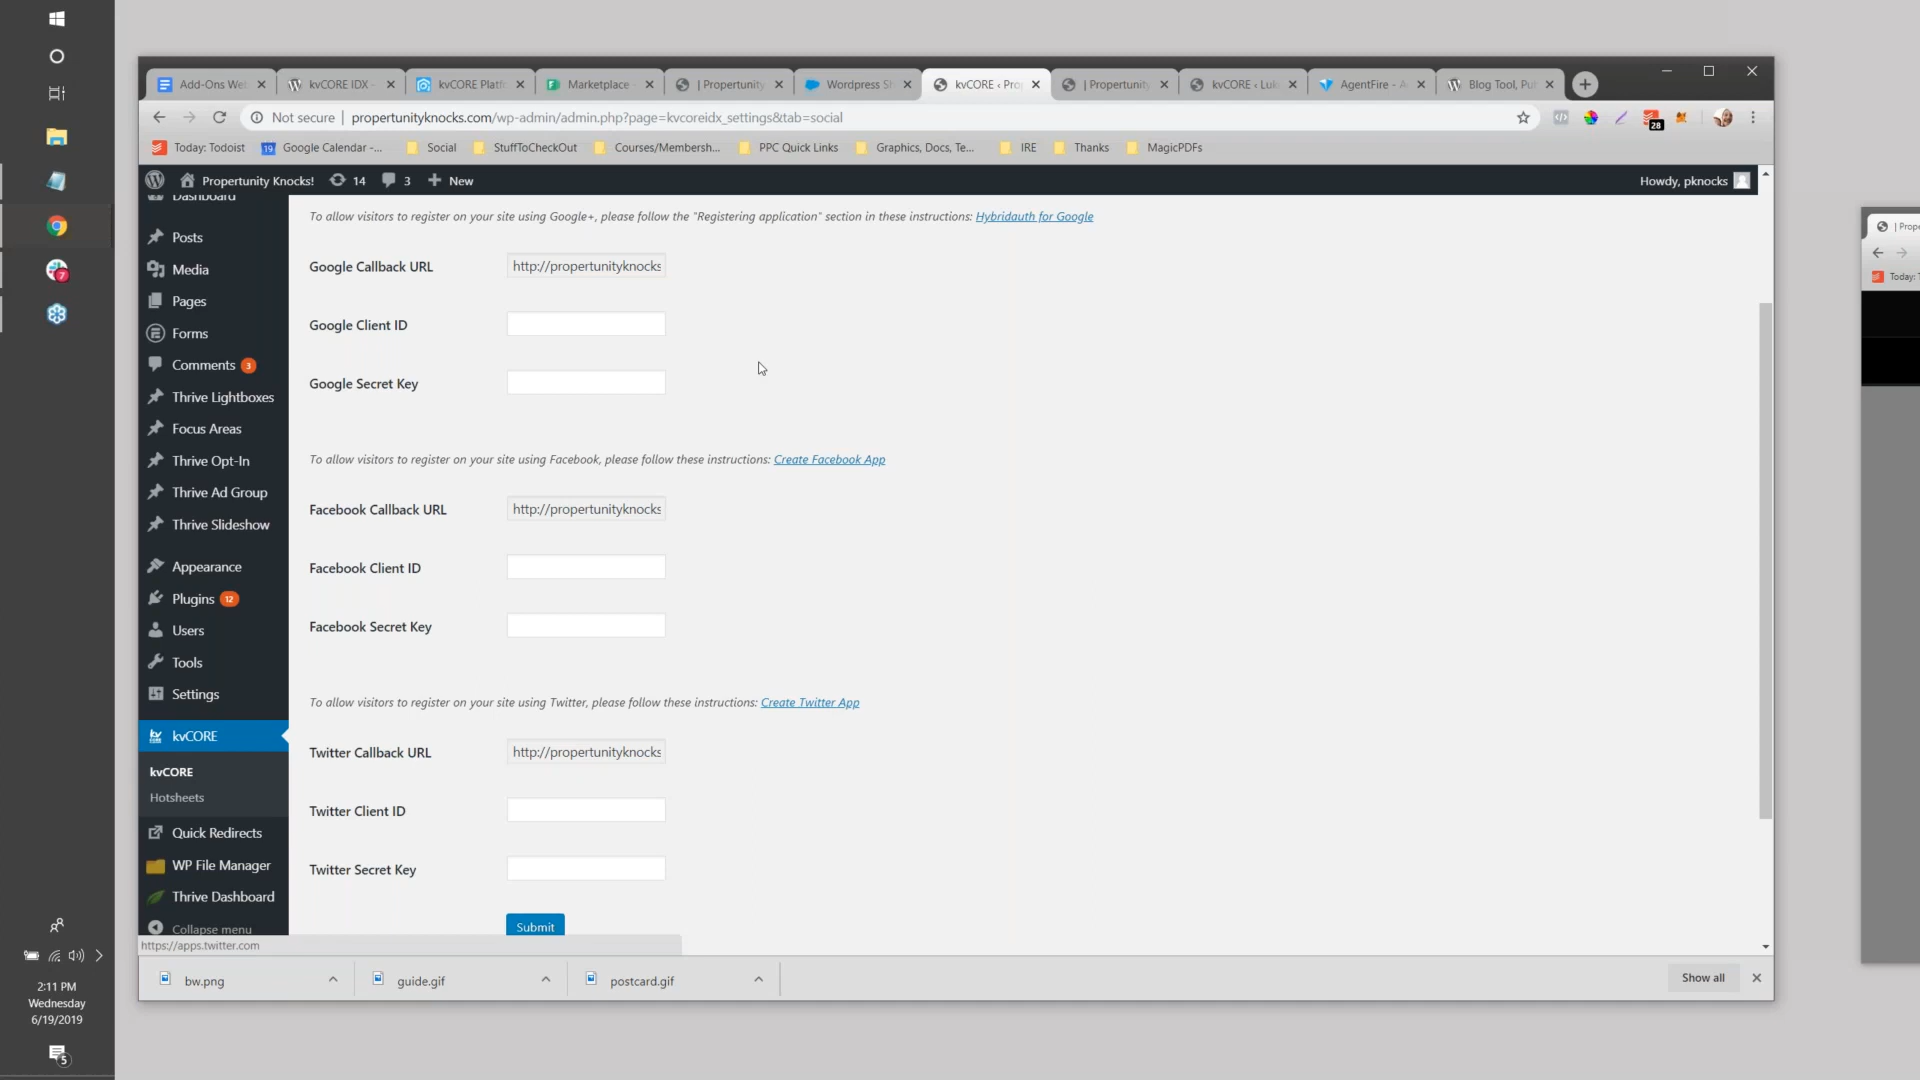 Add-Ons Web
kvCORE IDX -
kvCORE Platfo
Marketplace -
| Propertunity
Wordpress Sh
kvCORE ‹ Pro
| Propertunity
kvCORE ‹ Luk
AgentFire - A
Blog Tool, Pu
Not secure | propertunityknocks.com/wp-admin/admin.php?page=kvcoreidx_settings&tab=social
28
Today: Todoist
19
Google Calendar -...
Social
StuffToCheckOut
Courses/Membersh...
PPC Quick Links
Graphics, Docs, Te...
IRE
Thanks
MagicPDFs
Propertunity Knocks!
14
3
New
Howdy, pknocks
Dashboard
Posts
Media
Pages
Forms
Comments 3
Thrive Lightboxes
Focus Areas
Thrive Opt-In
Thrive Ad Group
Thrive Slideshow
Appearance
Plugins 12
Users
Tools
Settings
kvCORE
kvCORE
Hotsheets
Quick Redirects
WP File Manager
Thrive Dashboard
Collapse menu
To allow visitors to register on your site using Google+, please follow the "Registering application" section in these instructions: Hybridauth for Google
Google Callback URL http://propertunityknocks
Google Client ID
Google Secret Key
To allow visitors to register on your site using Facebook, please follow these instructions: Create Facebook App
Facebook Callback URL http://propertunityknocks
Facebook Client ID
Facebook Secret Key
To allow visitors to register on your site using Twitter, please follow these instructions: Create Twitter App
Twitter Callback URL http://propertunityknocks
Twitter Client ID
Twitter Secret Key
Submit
https://apps.twitter.com
bw.png
guide.gif
postcard.gif
Show all
7
2:11 PM
Wednesday
6/19/2019
5
| Prope
Today: T